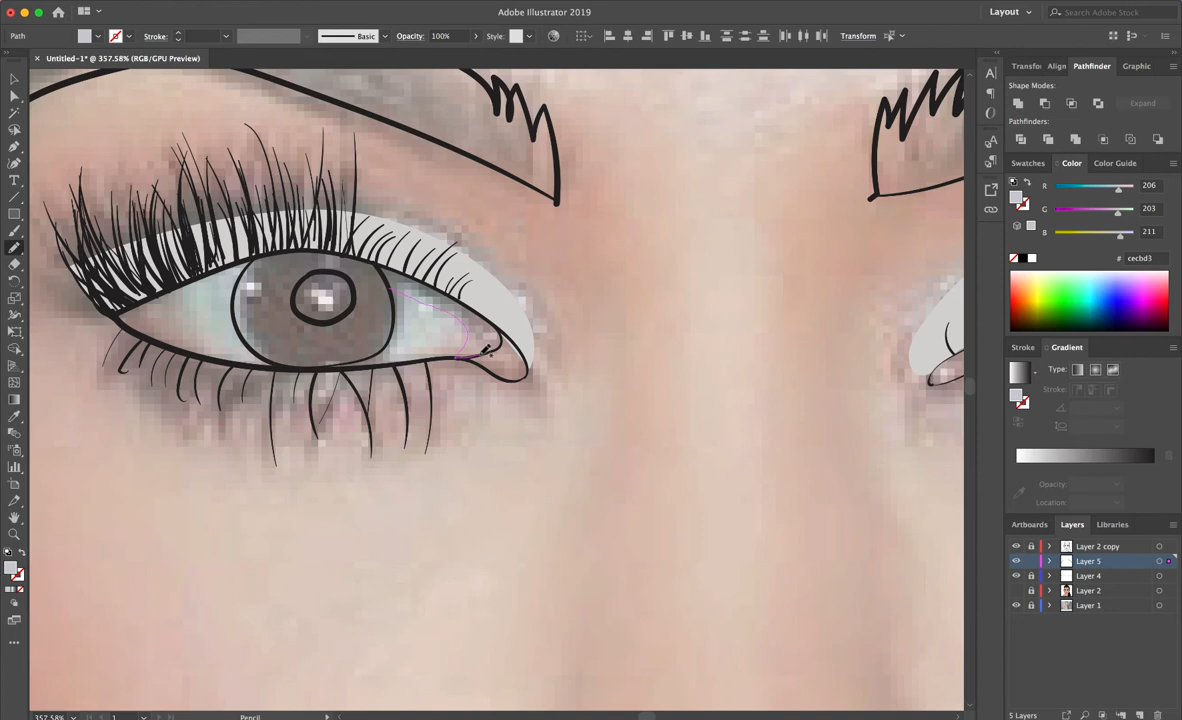 Adobe Illustrator 2019
Layout
Search Adobe Stock
Path
Stroke:
Basic
Opacity:
100%
Style:
Transform
× Untitled-1* @ 357.58% (RGB/GPU Preview)
Transfor
Align
Pathfinder
Graphic
Shape Modes:
Expand
Pathfinders:
Swatches
Color
Color Guide
R 206
G 203
B 211
# cecbd3
Stroke
Gradient
Type:
Stroke:
Opacity:
Location:
Artboards
Layers
Libraries
Layer 2 copy
Layer 5
Layer 4
Layer 2
Layer 1
357.58%
1
Pencil
5 Layers